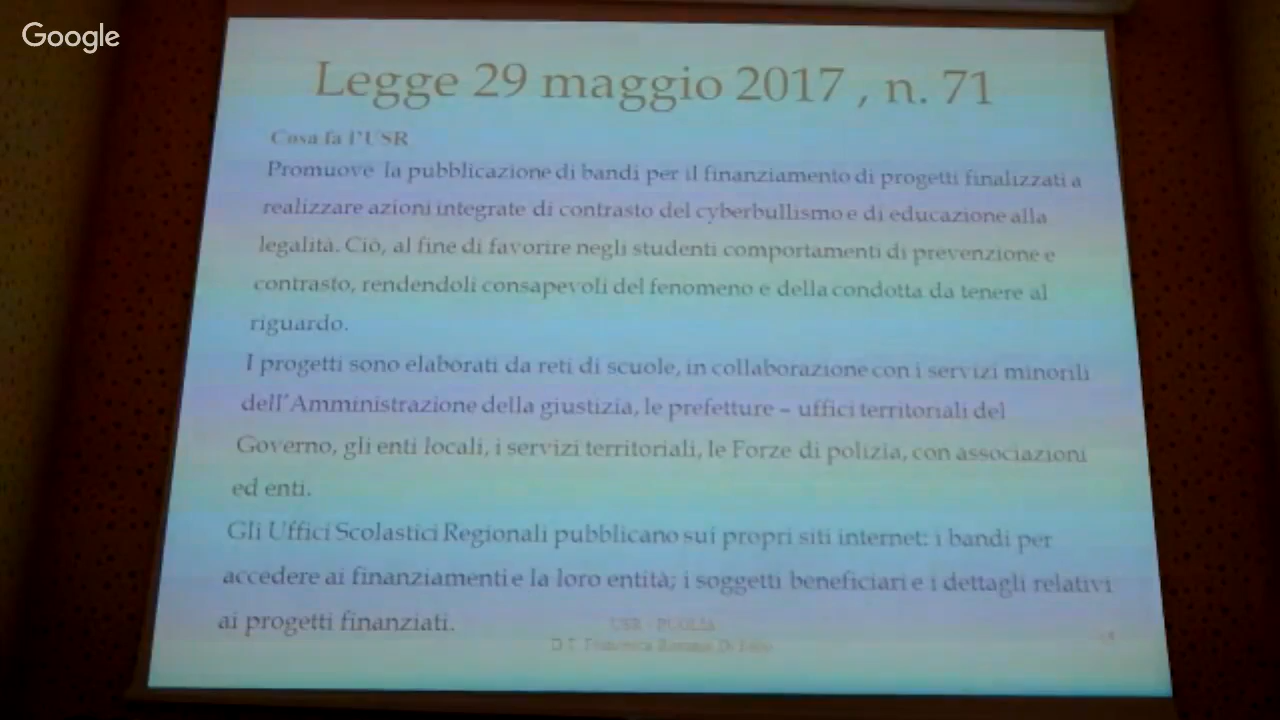 Google
Legge 29 maggio 2017 , n. 71
Cosa fa l'USR
Promuove la pubblicazione di bandi per il finanziamento di progetti finalizzati a
realizzare azioni integrate di contrasto del cyberbullismo e di educazione alla
legalità. Ciò, al fine di favorire negli studenti comportamenti di prevenzione e
contrasto, rendendoli consapevoli del fenomeno e della condotta da tenere al
riguardo.
I progetti sono elaborati da reti di scuole, in collaborazione con i servizi minorili
dell'Amministrazione della giustizia, le prefetture – uffici territoriali del
Governo, gli enti locali, i servizi territoriali, le Forze di polizia, con associazioni
ed enti.
Gli Uffici Scolastici Regionali pubblicano sui propri siti internet: i bandi per
accedere ai finanziamenti e la loro entità; i soggetti beneficiari e i dettagli relativi
ai progetti finanziati.
USR - PUGLIA